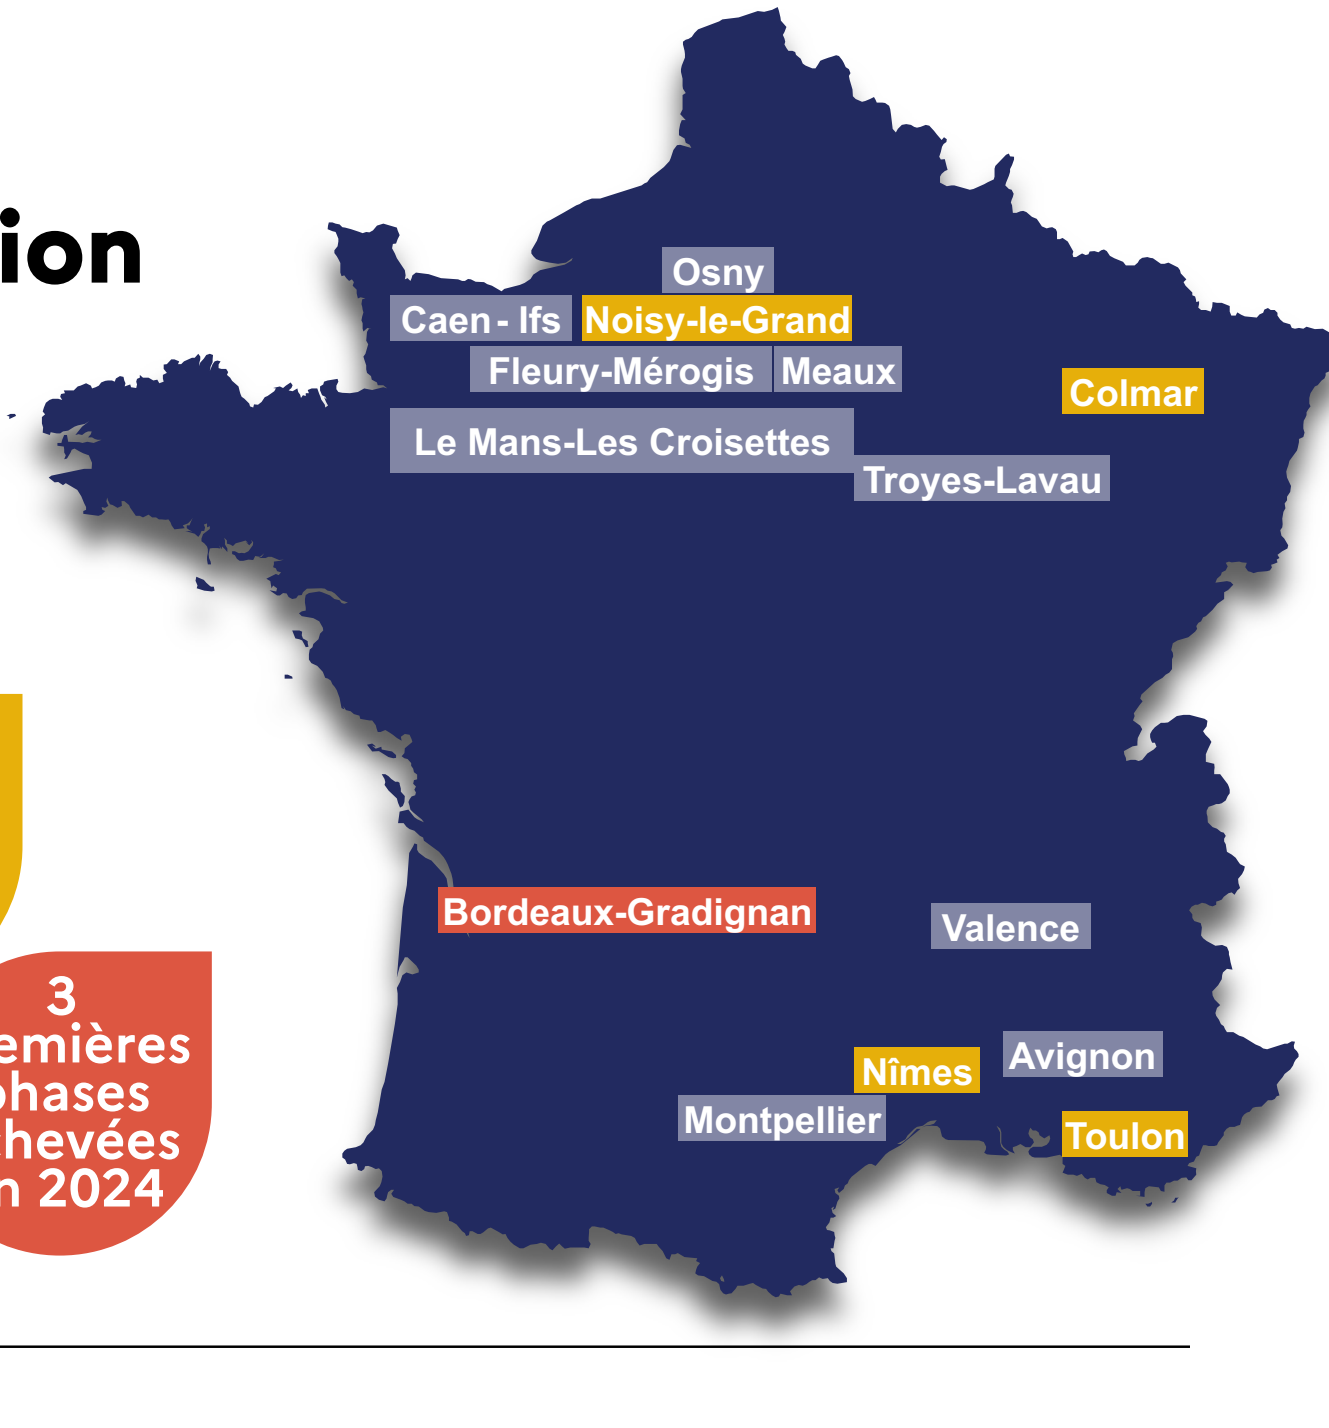 ion
Osny
Caen - Ifs
Noisy-le-Grand
Fleury-Mérogis
Meaux
Colmar
Le Mans-Les Croisettes
Troyes-Lavau
Bordeaux-Gradignan
Valence
Avignon
Nîmes
Montpellier
Toulon
3
emières
phases
chevées
n 2024